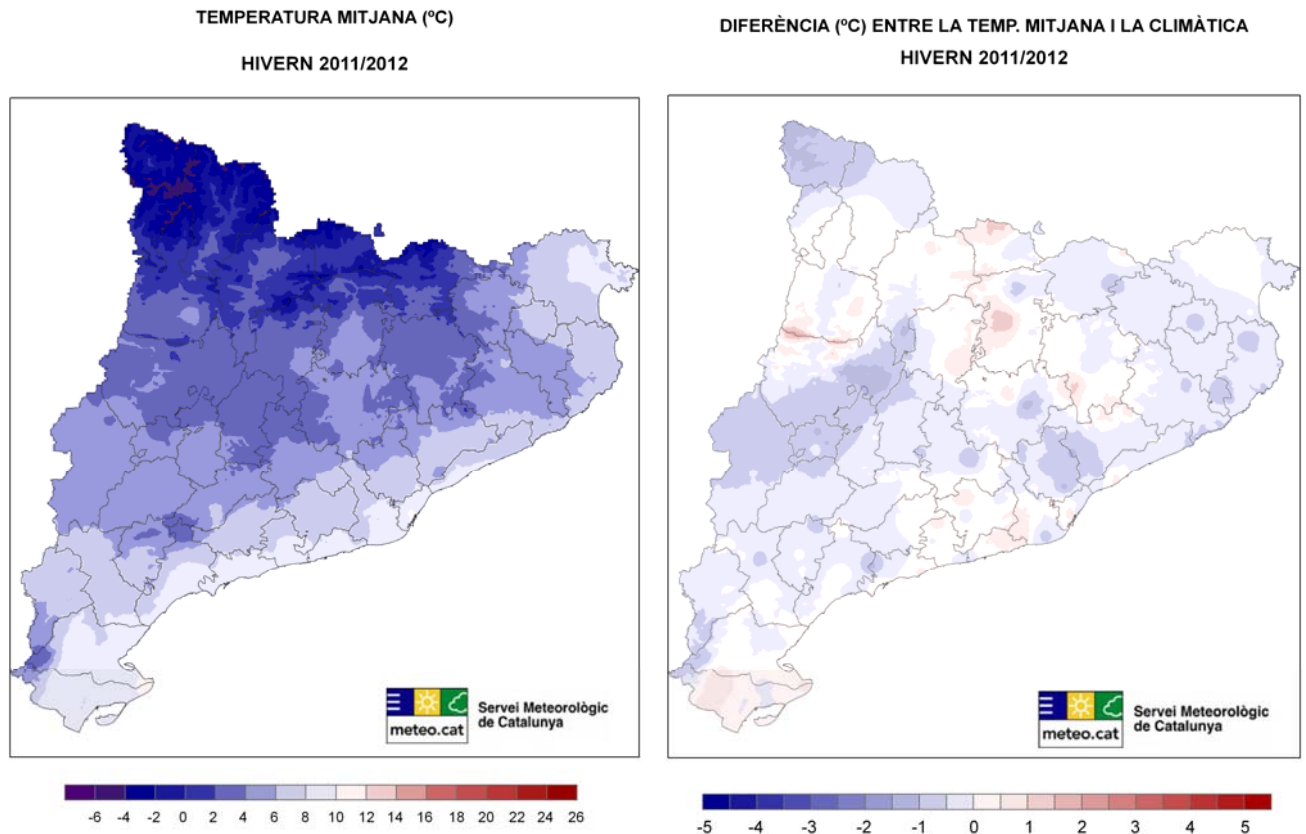 TEMPERATURA MITJANA (ºC)
HIVERN 2011/2012
DIFERÈNCIA (ºC) ENTRE LA TEMP. MITJANA I LA CLIMÀTICA
HIVERN 2011/2012
meteo.cat
Servei Meteorològic
de Catalunya
meteo.cat
Servei Meteorològic
de Catalunya
-6 -4 -2 0 2 4 6 8 10 12 14 16 18 20 22 24 26
-5 -4 -3 -2 -1 0 1 2 3 4 5